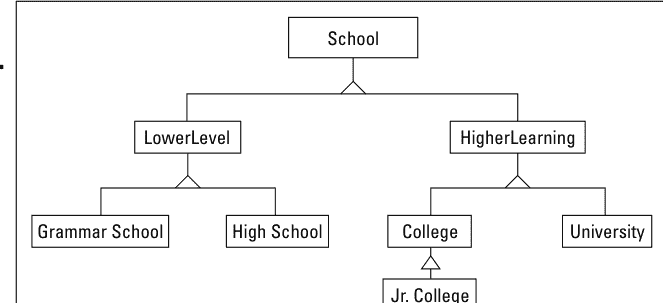 School
LowerLevel
HigherLearning
Grammar School
High School
College
University
Jr. College